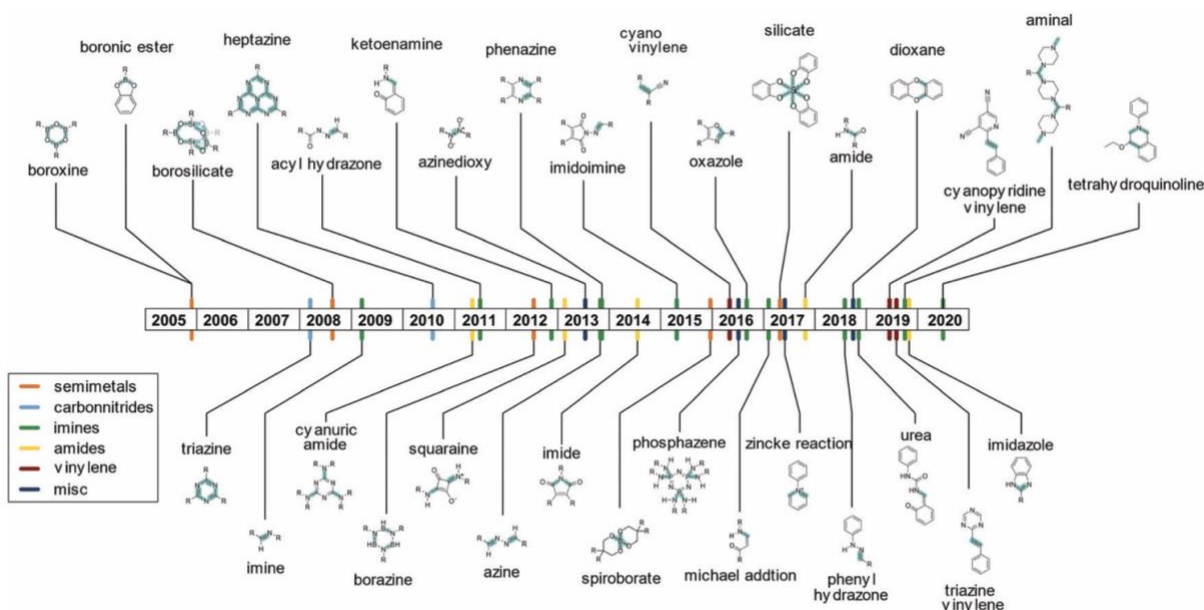 boronic ester
heptazine
ketoenamine
phenazine
cyano
vinylene
silicate
dioxane
aminal
boroxine
borosilicate
acyl hydrazone
azinedioxy
imidoimine
oxazole
amide
cyanopyridine
vinylene
tetrahydroquinoline
2005 2006 2007 2008 2009 2010 2011 2012 2013 2014 2015 2016 2017 2018 2019 2020
semimetals
carbonnitrides
imines
amides
vinylene
misc
triazine
imine
cyanuric
amide
borazine
squaraine
azine
imide
spiroborate
phosphazene
michael addtion
zincke reaction
phenyl
hydrazone
urea
triazine
vinylene
imidazole